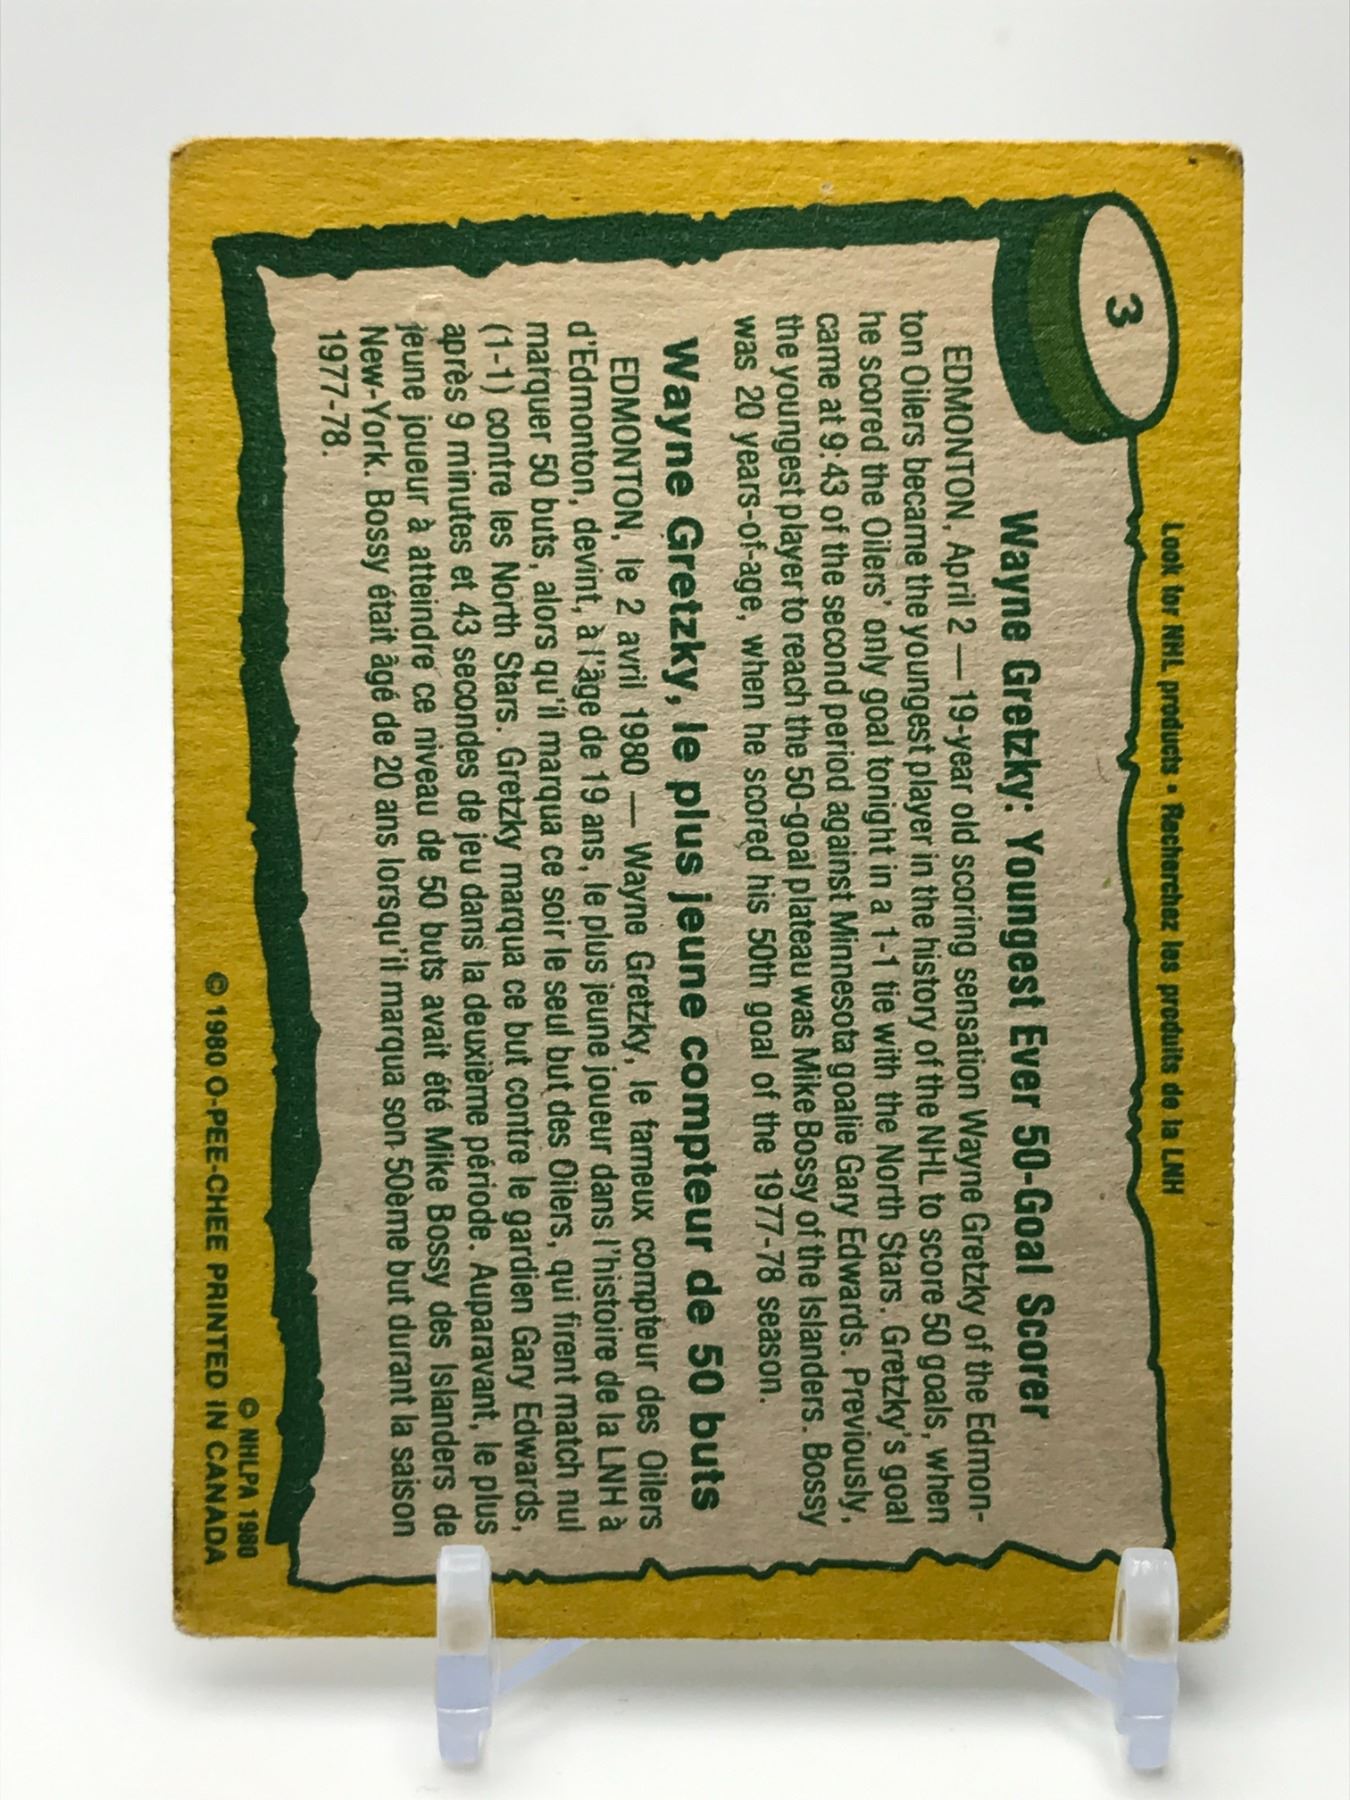 Look for NHL products • Recherchez les produits de la LNH
3
Wayne Gretzky: Youngest Ever 50-Goal Scorer
EDMONTON, April 2 — 19-year old scoring sensation Wayne Gretzky of the Edmon-
ton Oilers became the youngest player in the history of the NHL to score 50 goals, when
he scored the Oilers' only goal tonight in a 1-1 tie with the North Stars. Gretzky's goal
came at 9:43 of the second period against Minnesota goalie Gary Edwards. Previously,
the youngest player to reach the 50-goal plateau was Mike Bossy of the Islanders. Bossy
was 20 years-of-age, when he scored his 50th goal of the 1977-78 season.
Wayne Gretzky, le plus jeune compteur de 50 buts
EDMONTON, le 2 avril 1980 — Wayne Gretzky, le fameux compteur des Oilers
d'Edmonton, devint, à l'âge de 19 ans, le plus jeune joueur dans l'histoire de la LNH à
marquer 50 buts, alors qu'il marqua ce soir le seul but des Oilers, qui firent match nul
(1-1) contre les North Stars. Gretzky marqua ce but contre le gardien Gary Edwards,
après 9 minutes et 43 secondes de jeu dans la deuxième période. Auparavant, le plus
jeune joueur à atteindre ce niveau de 50 buts avait été Mike Bossy des Islanders de
New-York. Bossy était âgé de 20 ans lorsqu'il marqua son 50ème but durant la saison
1977-78.
© NHLPA 1980
© 1980 O-PEE-CHEE PRINTED IN CANADA